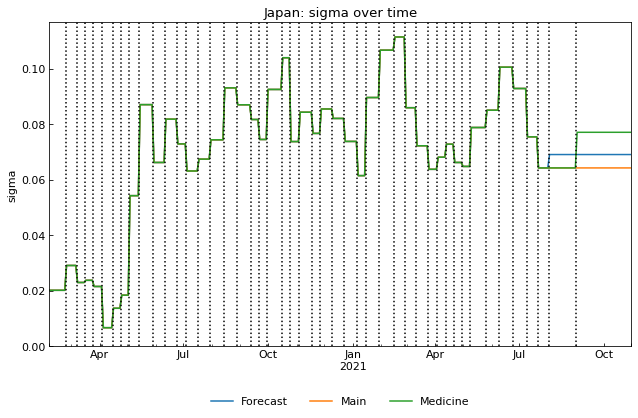 Japan: sigma over time
0.10
0.08
0.06
0.04
0.02
0.00
sigma
Apr Jul Oct Jan Apr Jul Oct
2021
Forecast Main Medicine